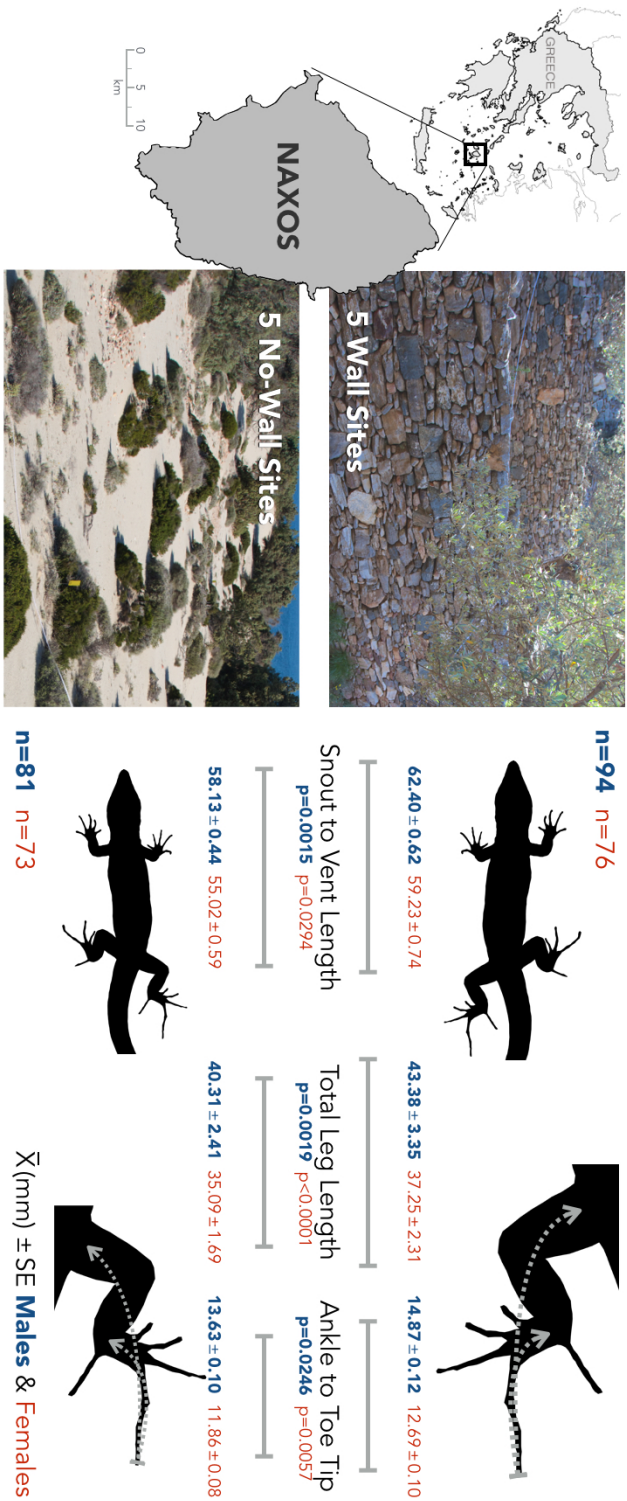 GREECE
0 5 10
km
NAXOS
5 Wall Sites
5 No-Wall Sites
n=94 n=76
62.40 ± 0.62 59.23 ± 0.74
Snout to Vent Length
p=0.0015 p=0.0294
58.13 ± 0.44 55.02 ± 0.59
n=81 n=73
43.38 ± 3.35 37.25 ± 2.31
Total Leg Length
p=0.0019 p<0.0001
40.31 ± 2.41 35.09 ± 1.69
14.87 ± 0.12 12.69 ± 0.10
Ankle to Toe Tip
p=0.0246 p=0.0057
13.63 ± 0.10 11.86 ± 0.08
X̅ (mm) ± SE Males & Females